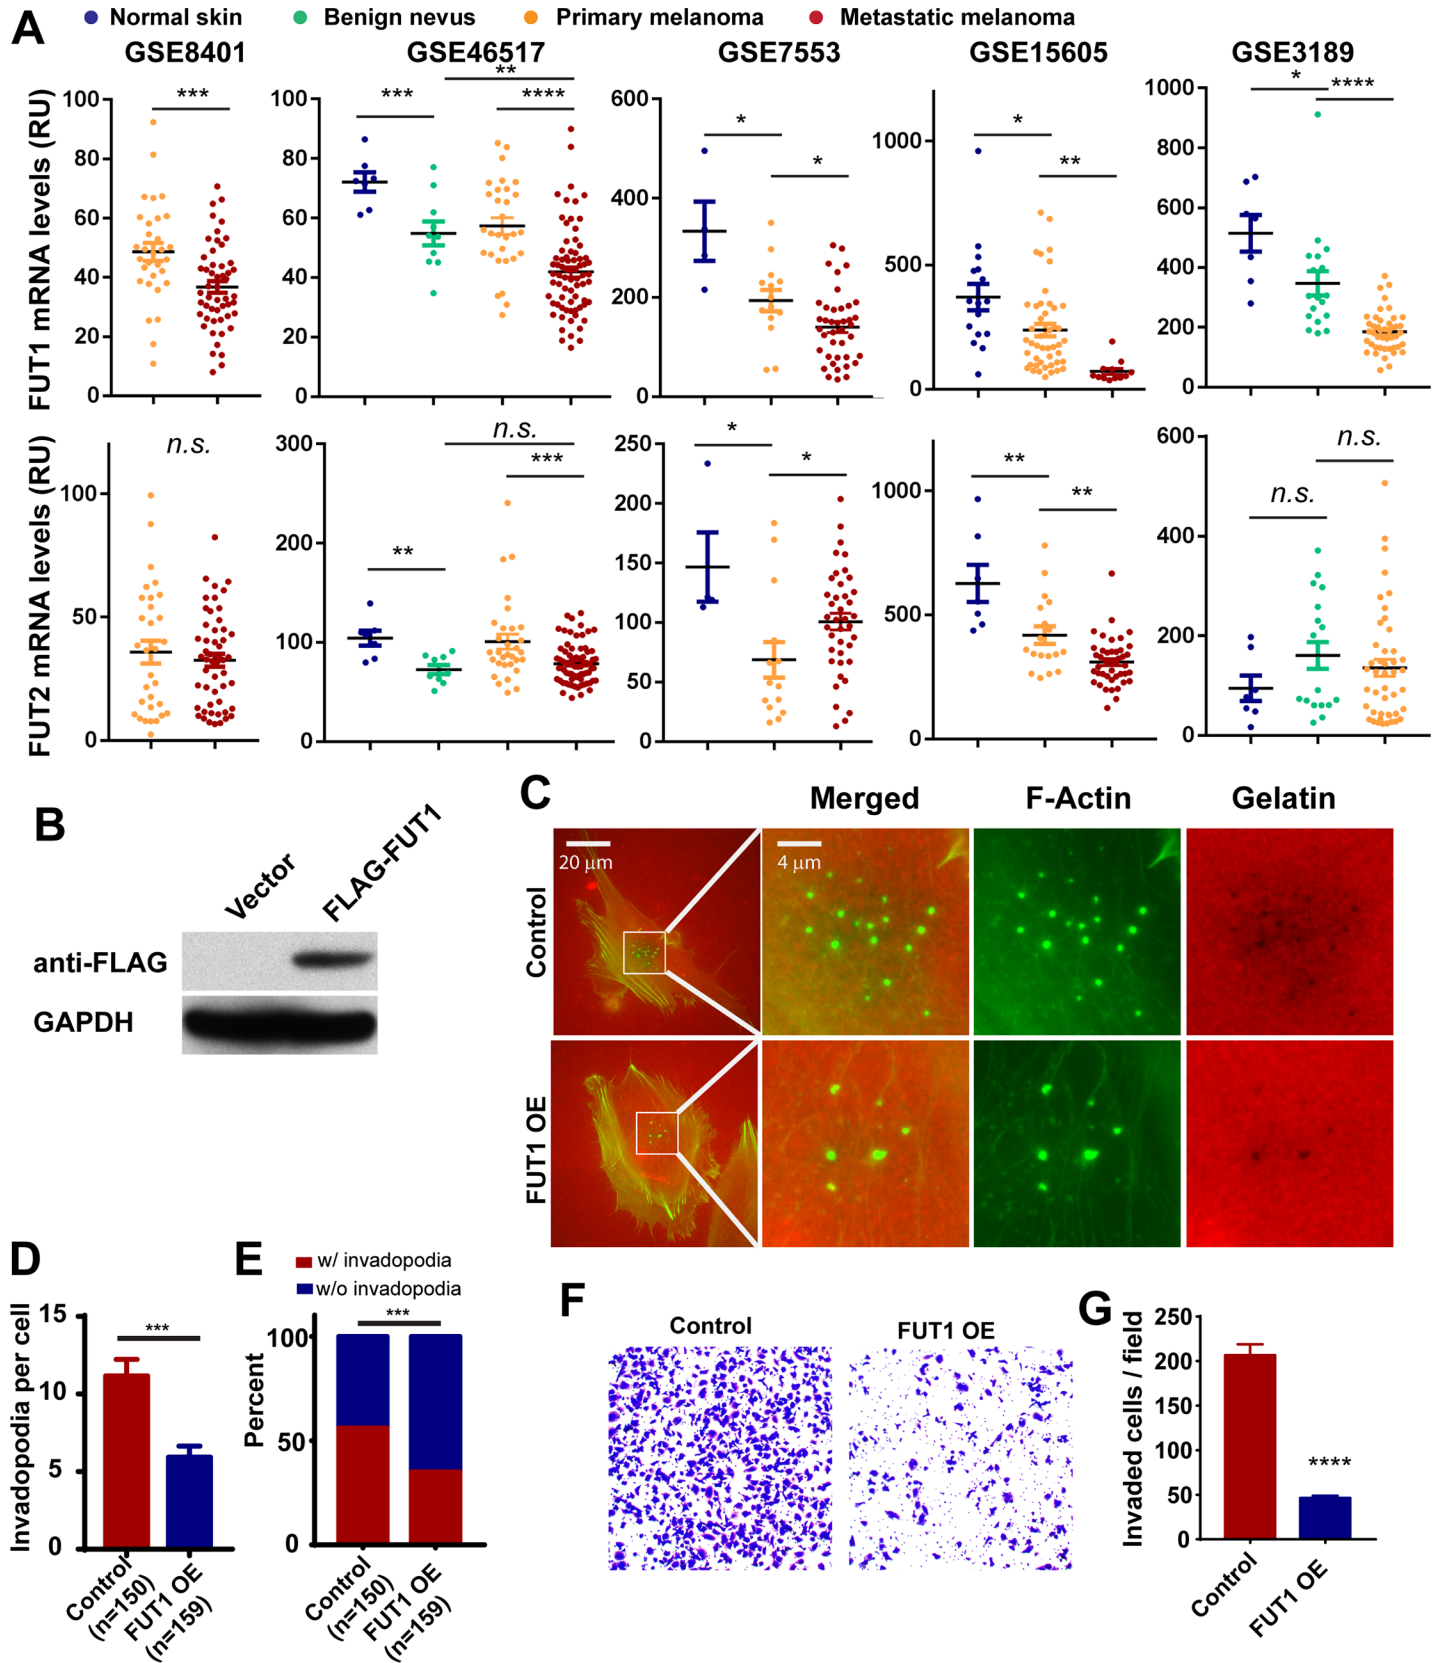 A
Normal skin Benign nevus Primary melanoma Metastatic melanoma
GSE8401 GSE46517 GSE7553 GSE15605 GSE3189
FUT1 mRNA levels (RU)
100
80
60
40
20
0
***
100
80
60
40
20
0
***
**
****
600
400
200
0
*
*
1000
500
0
*
**
1000
800
600
400
200
0
*
****
FUT2 mRNA levels (RU)
100
50
0
n.s.
300
200
100
0
**
n.s.
***
250
200
150
100
50
0
*
*
1000
500
0
**
**
600
400
200
0
n.s.
n.s.
B
Vector
FLAG-FUT1
anti-FLAG
GAPDH
C
Merged F-Actin Gelatin
Control
20 µm
4 µm
FUT1 OE
D
Invadopodia per cell
15
10
5
0
***
Control
(n=150)
FUT1 OE
(n=159)
E
w/ invadopodia
w/o invadopodia
Percent
100
50
0
***
Control
(n=150)
FUT1 OE
(n=159)
F
Control
FUT1 OE
G
Invaded cells / field
250
200
150
100
50
0
****
Control
FUT1 OE